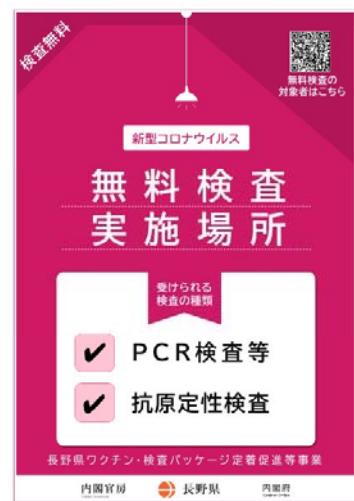 検査無料
無料検査の
対象者はこちら
新型コロナウイルス
無料検査
実施場所
受けられる
検査の種類
PCR検査等
抗原定性検査
長野県ワクチン・検査パッケージ定着促進等事業
内閣官房 長野県 内閣府